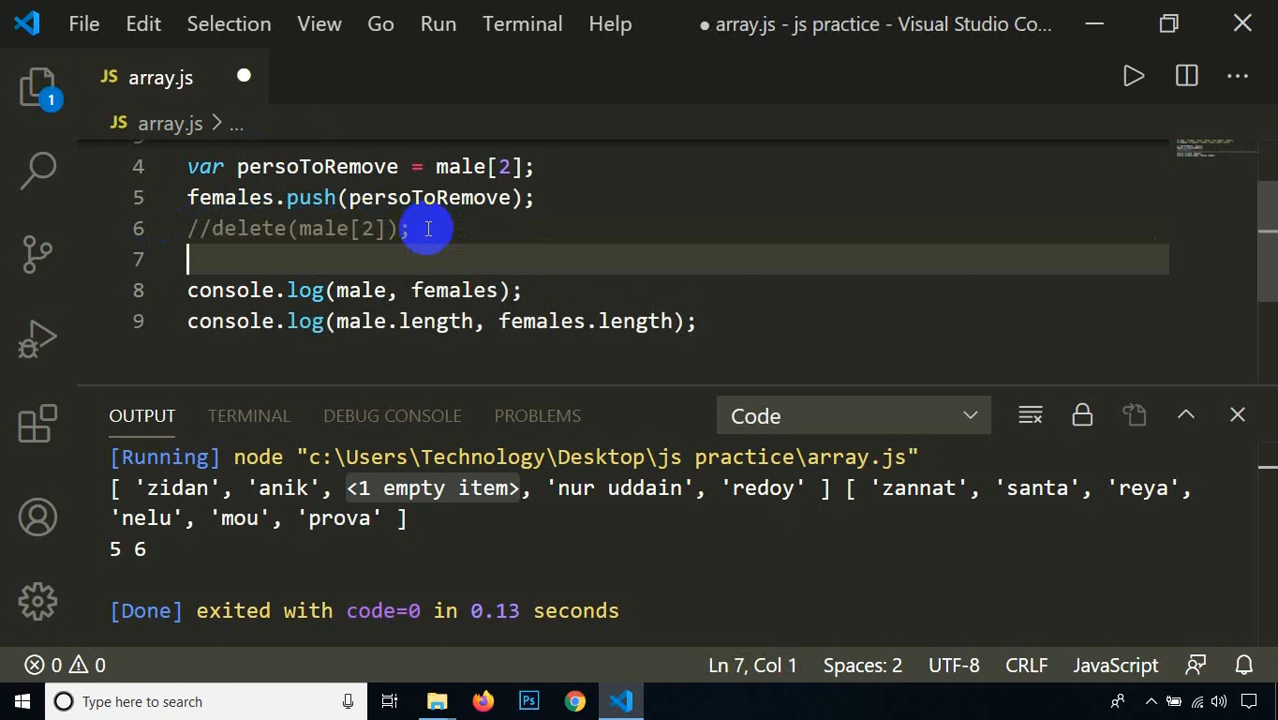 File Edit Selection View Go Run Terminal Help ● array.js - js practice - Visual Studio Co...
JS array.js
1
JS array.js > ...
4 var persoToRemove = male[2];
5 females.push(persoToRemove);
6 //delete(male[2]);
7
8 console.log(male, females);
9 console.log(male.length, females.length);
OUTPUT TERMINAL DEBUG CONSOLE PROBLEMS Code
[Running] node "c:\Users\Technology\Desktop\js practice\array.js"
[ 'zidan', 'anik', <1 empty item>, 'nur uddain', 'redoy' ] [ 'zannat', 'santa', 'reya',
'nelu', 'mou', 'prova' ]
5 6
[Done] exited with code=0 in 0.13 seconds
0 0 Ln 7, Col 1 Spaces: 2 UTF-8 CRLF JavaScript
Type here to search Ps